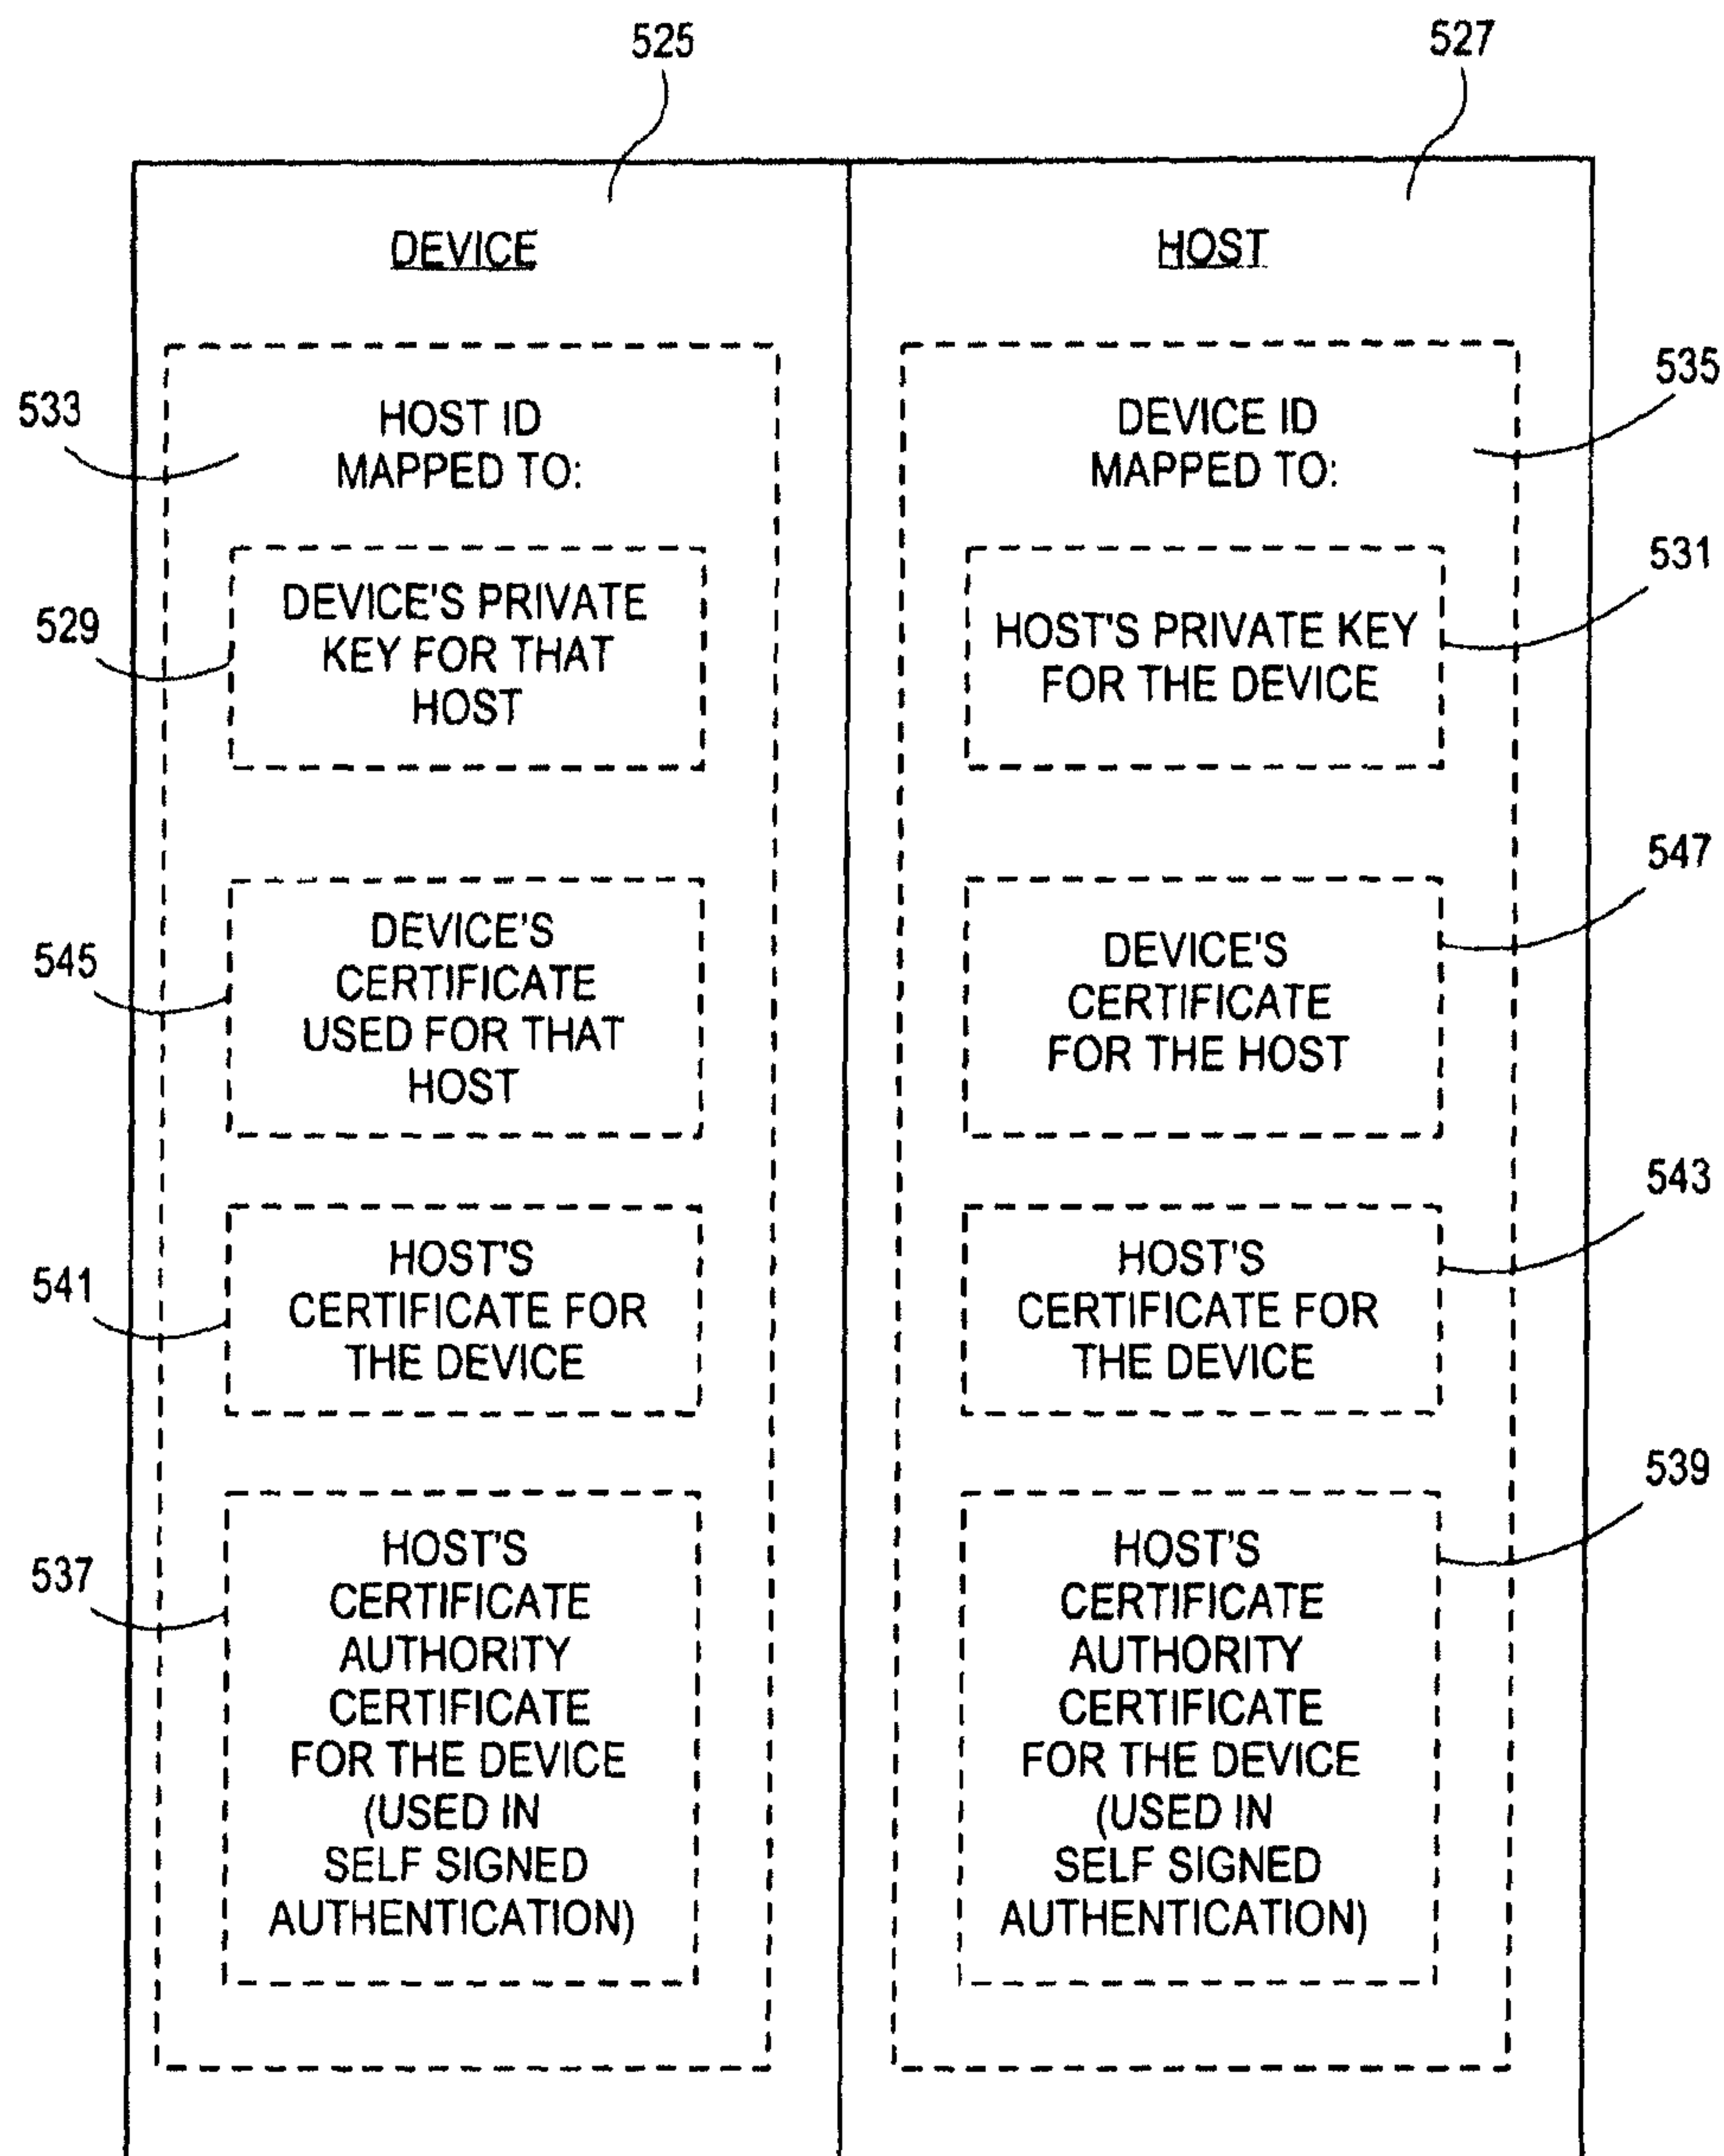 525
527
DEVICE
HOST
533
HOST ID
MAPPED TO:
DEVICE ID
MAPPED TO:
535
529
DEVICE'S PRIVATE
KEY FOR THAT
HOST
HOST'S PRIVATE KEY
FOR THE DEVICE
531
545
DEVICE'S
CERTIFICATE
USED FOR THAT
HOST
DEVICE'S
CERTIFICATE
FOR THE HOST
547
541
HOST'S
CERTIFICATE FOR
THE DEVICE
HOST'S
CERTIFICATE FOR
THE DEVICE
543
537
HOST'S
CERTIFICATE
AUTHORITY
CERTIFICATE
FOR THE DEVICE
(USED IN
SELF SIGNED
AUTHENTICATION)
HOST'S
CERTIFICATE
AUTHORITY
CERTIFICATE
FOR THE DEVICE
(USED IN
SELF SIGNED
AUTHENTICATION)
539